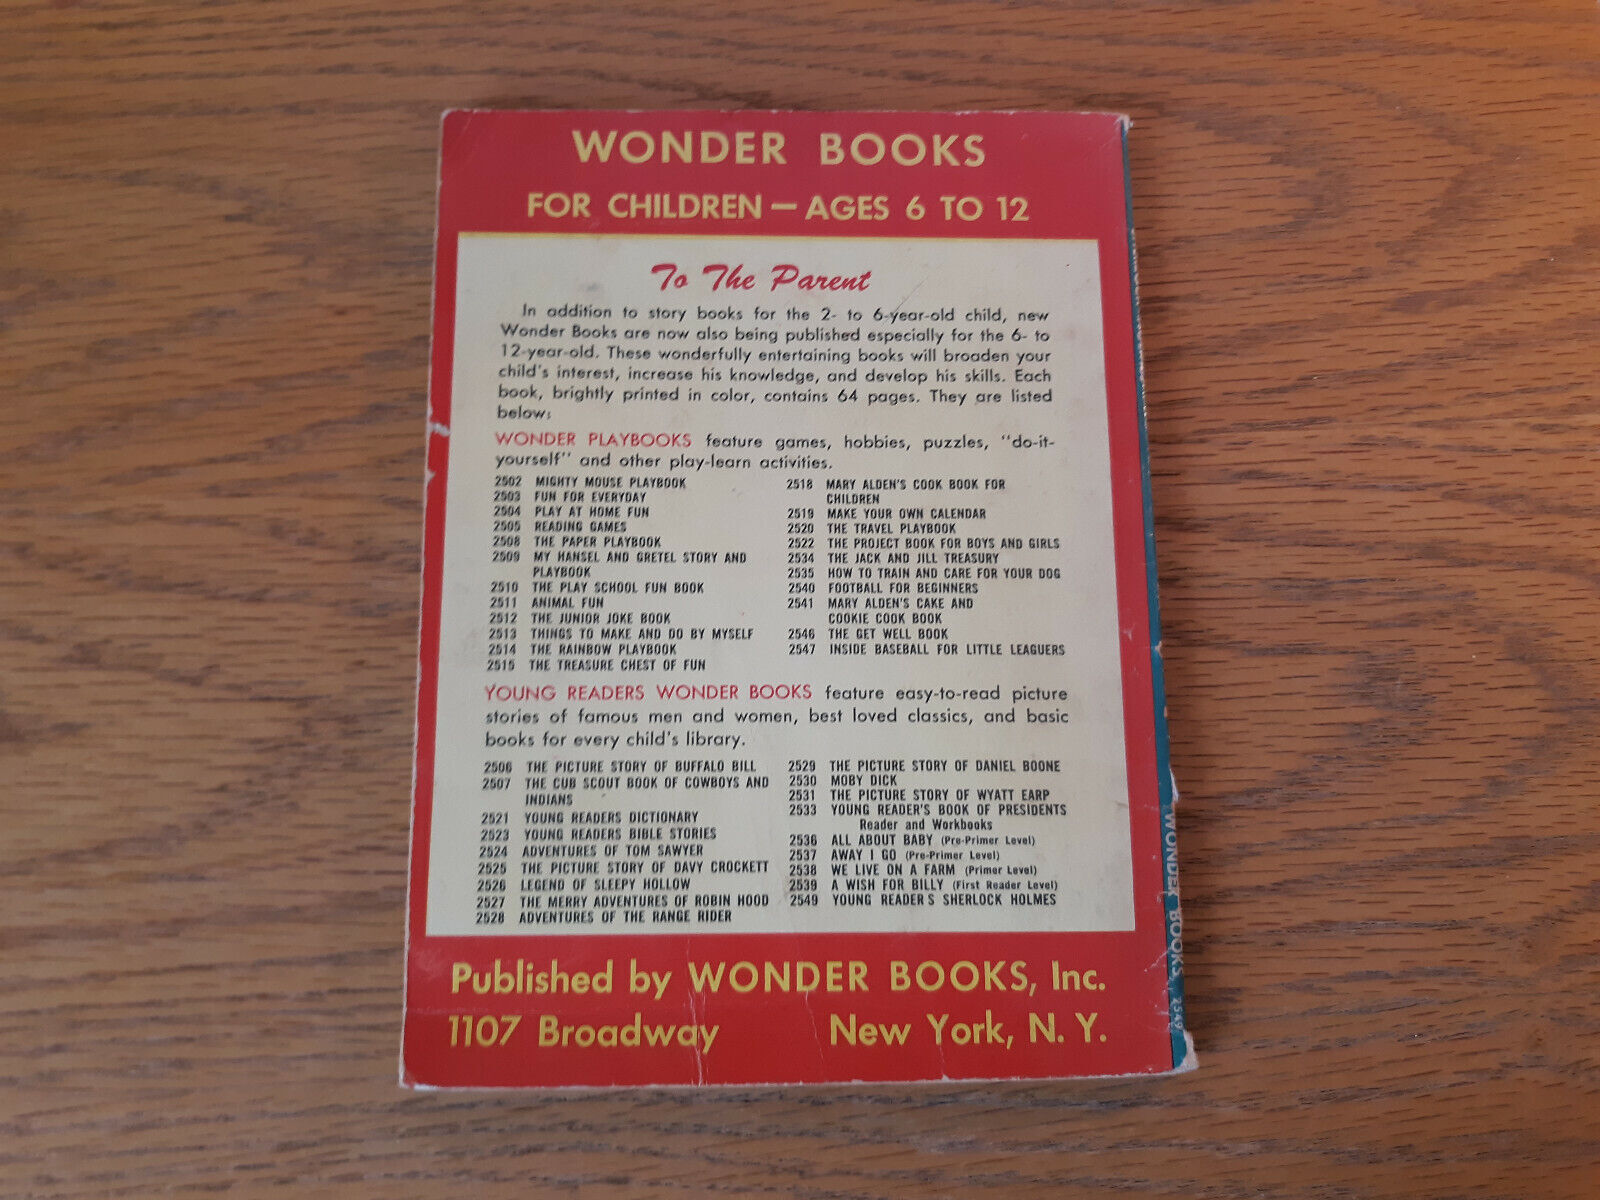 WONDER BOOKS
FOR CHILDREN — AGES 6 TO 12
To The Parent
In addition to story books for the 2- to 6-year-old child, new
Wonder Books are now also being published especially for the 6- to
12-year-old. These wonderfully entertaining books will broaden your
child's interest, increase his knowledge, and develop his skills. Each
book, brightly printed in color, contains 64 pages. They are listed
below:
WONDER PLAYBOOKS feature games, hobbies, puzzles, "do-it-
yourself" and other play-learn activities.
2502 MIGHTY MOUSE PLAYBOOK
2503 FUN FOR EVERYDAY
2504 PLAY AT HOME FUN
2505 READING GAMES
2508 THE PAPER PLAYBOOK
2509 MY HANSEL AND GRETEL STORY AND
PLAYBOOK
2510 THE PLAY SCHOOL FUN BOOK
2511 ANIMAL FUN
2512 THE JUNIOR JOKE BOOK
2513 THINGS TO MAKE AND DO BY MYSELF
2514 THE RAINBOW PLAYBOOK
2515 THE TREASURE CHEST OF FUN
2518 MARY ALDEN'S COOK BOOK FOR
CHILDREN
2519 MAKE YOUR OWN CALENDAR
2520 THE TRAVEL PLAYBOOK
2522 THE PROJECT BOOK FOR BOYS AND GIRLS
2534 THE JACK AND JILL TREASURY
2535 HOW TO TRAIN AND CARE FOR YOUR DOG
2540 FOOTBALL FOR BEGINNERS
2541 MARY ALDEN'S CAKE AND
COOKIE COOK BOOK
2546 THE GET WELL BOOK
2547 INSIDE BASEBALL FOR LITTLE LEAGUERS
YOUNG READERS WONDER BOOKS feature easy-to-read picture
stories of famous men and women, best loved classics, and basic
books for every child's library.
2506 THE PICTURE STORY OF BUFFALO BILL
2507 THE CUB SCOUT BOOK OF COWBOYS AND
INDIANS
2521 YOUNG READERS DICTIONARY
2523 YOUNG READERS BIBLE STORIES
2524 ADVENTURES OF TOM SAWYER
2525 THE PICTURE STORY OF DAVY CROCKETT
2526 LEGEND OF SLEEPY HOLLOW
2527 THE MERRY ADVENTURES OF ROBIN HOOD
2528 ADVENTURES OF THE RANGE RIDER
2529 THE PICTURE STORY OF DANIEL BOONE
2530 MOBY DICK
2531 THE PICTURE STORY OF WYATT EARP
2533 YOUNG READER'S BOOK OF PRESIDENTS
Reader and Workbooks
2536 ALL ABOUT BABY (Pre-Primer Level)
2537 AWAY I GO (Pre-Primer Level)
2538 WE LIVE ON A FARM (Primer Level)
2539 A WISH FOR BILLY (First Reader Level)
2549 YOUNG READERS SHERLOCK HOLMES
Published by WONDER BOOKS, Inc.
1107 Broadway New York, N. Y.
WONDER BOOKS, 2549